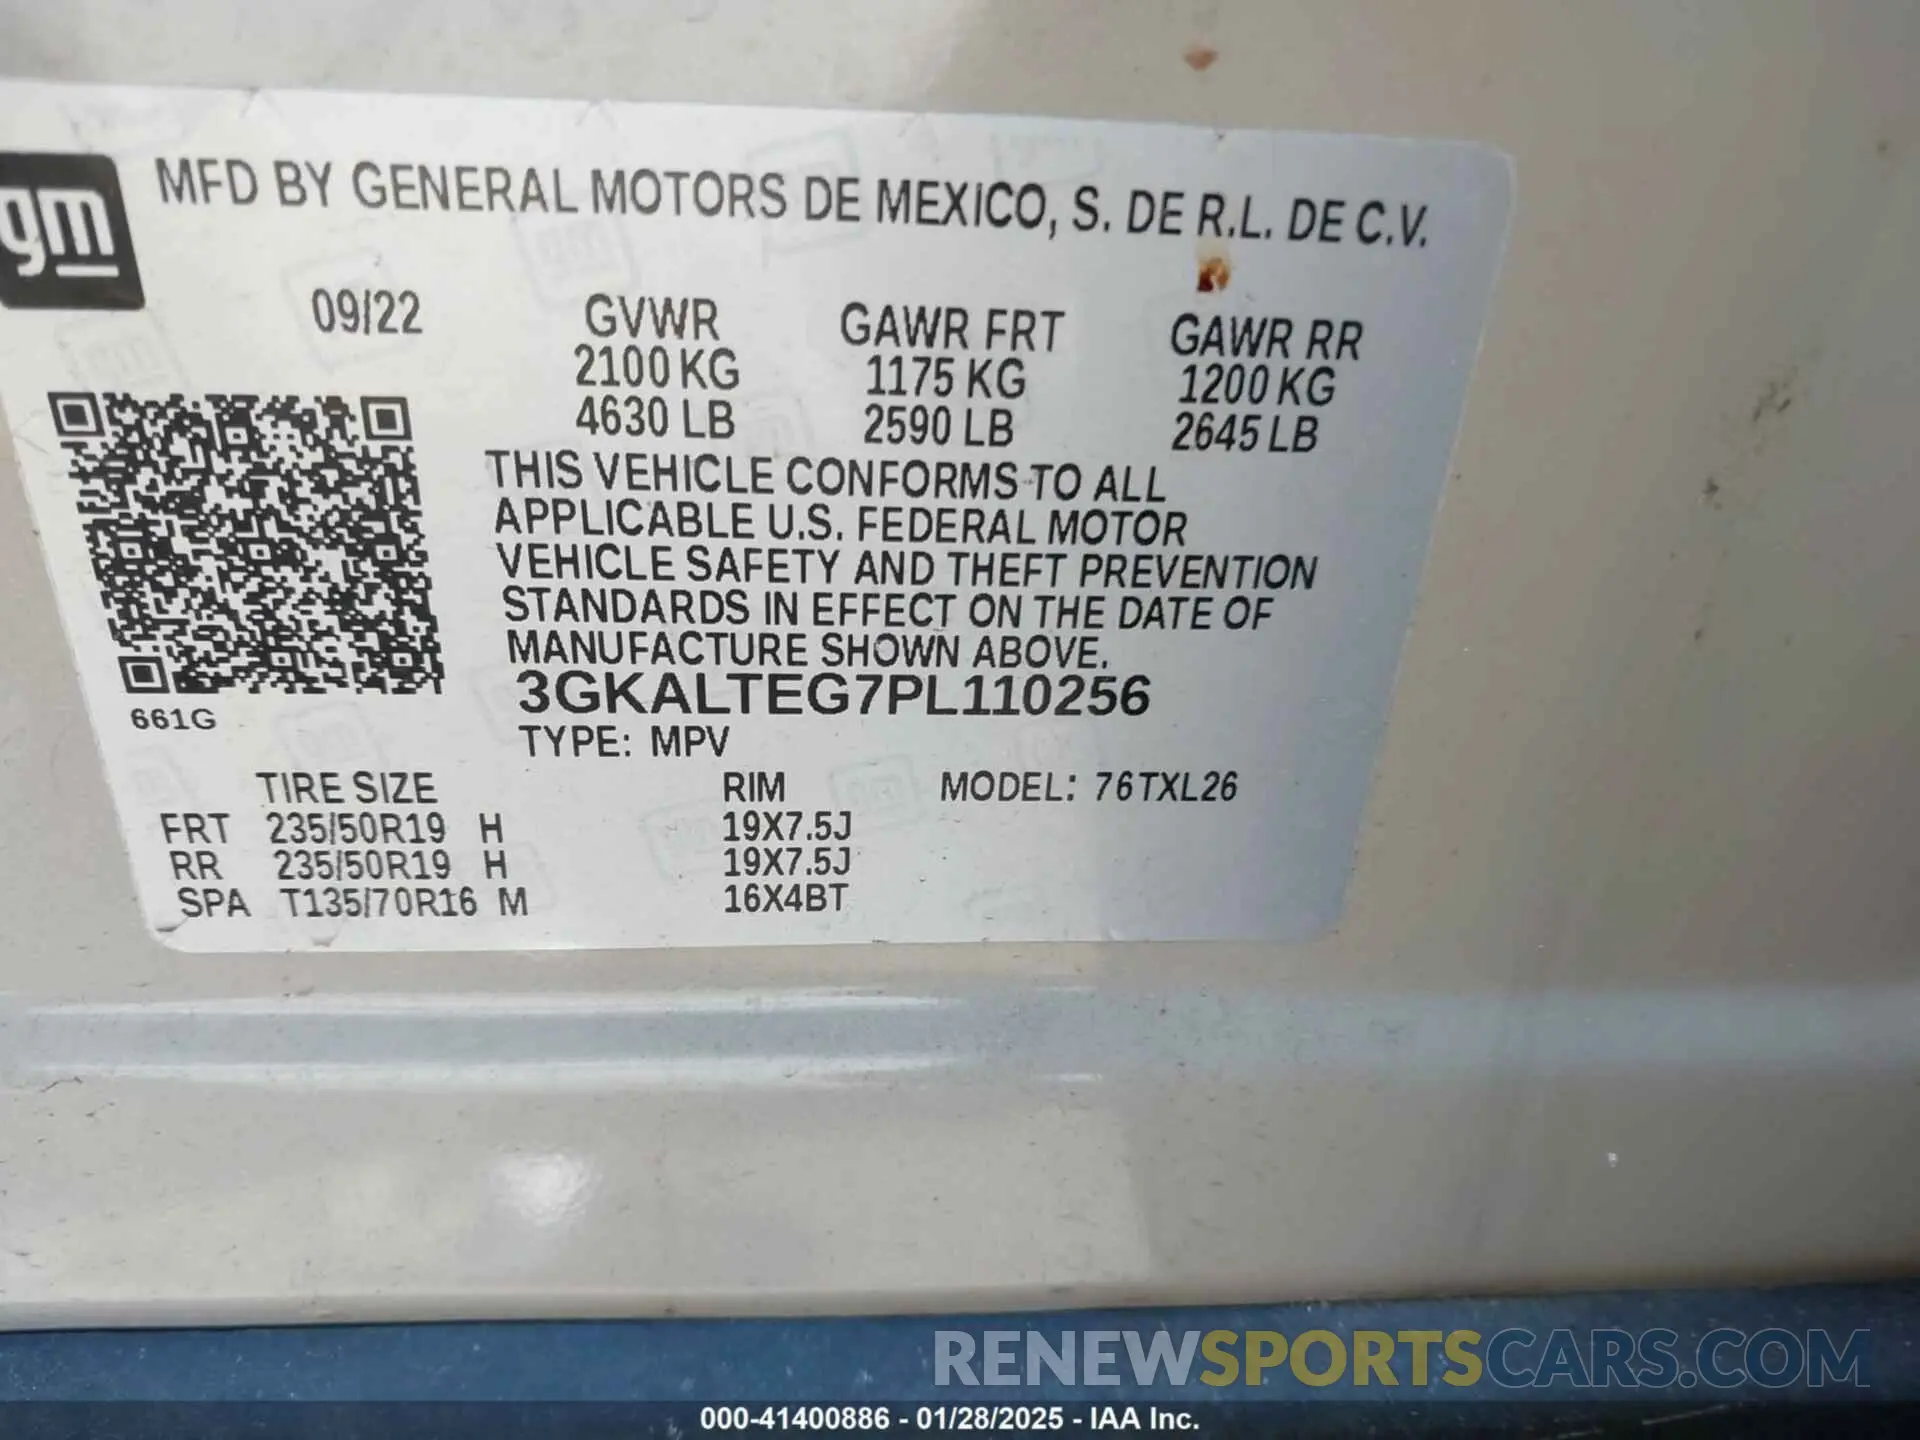 gm
MFD BY GENERAL MOTORS DE MEXICO, S. DE R.L. DE C.V.
09/22 GVWR GAWR FRT GAWR RR
2100 KG 1175 KG 1200 KG
4630 LB 2590 LB 2645 LB
THIS VEHICLE CONFORMS TO ALL
APPLICABLE U.S. FEDERAL MOTOR
VEHICLE SAFETY AND THEFT PREVENTION
STANDARDS IN EFFECT ON THE DATE OF
MANUFACTURE SHOWN ABOVE.
3GKALTEG7PL110256
661G
TYPE: MPV
TIRE SIZE RIM MODEL: 76TXL26
FRT 235/50R19 H 19X7.5J
RR 235/50R19 H 19X7.5J
SPA T135/70R16 M 16X4BT
RENEWSPORTSCARS.COM
000-41400886 - 01/28/2025 - IAA Inc.